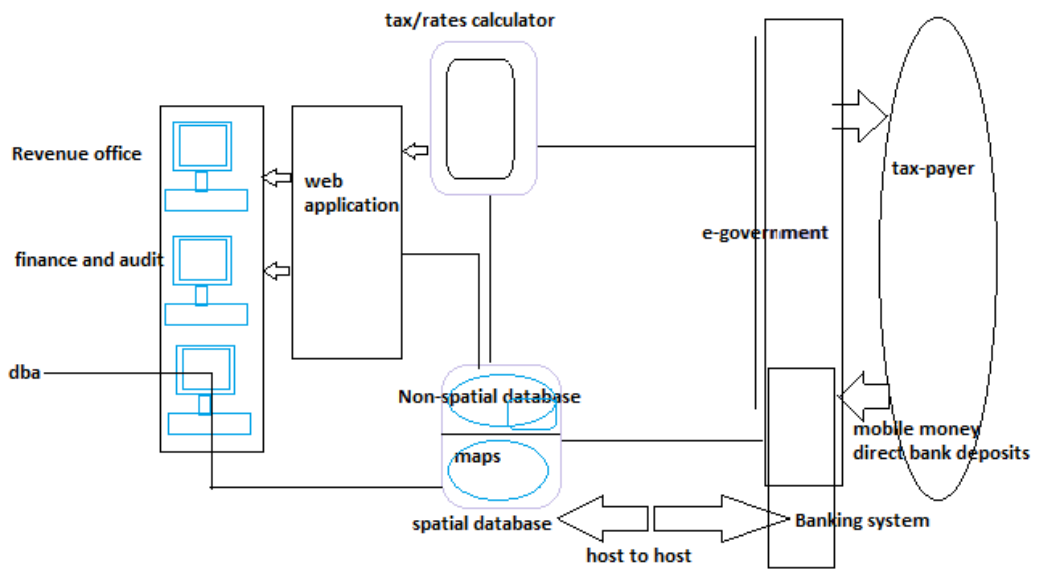 tax/rates calculator
Revenue office
web
application
tax-payer
e-government
finance and audit
dba
Non-spatial database
maps
mobile money
direct bank deposits
spatial database
Banking system
host to host